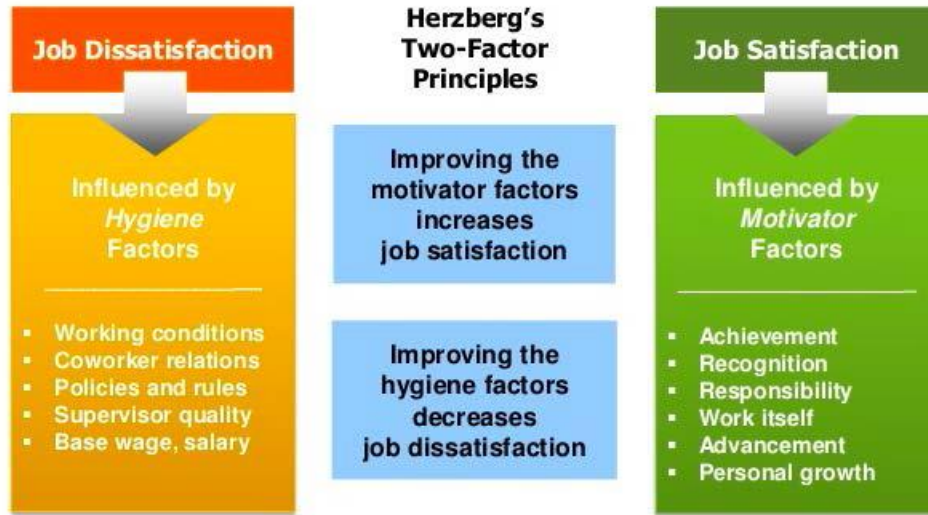 Job Dissatisfaction
Influenced by
Hygiene
Factors
▪ Working conditions
▪ Coworker relations
▪ Policies and rules
▪ Supervisor quality
▪ Base wage, salary
Herzberg's
Two-Factor
Principles
Improving the
motivator factors
increases
job satisfaction
Improving the
hygiene factors
decreases
job dissatisfaction
Job Satisfaction
Influenced by
Motivator
Factors
▪ Achievement
▪ Recognition
▪ Responsibility
▪ Work itself
▪ Advancement
▪ Personal growth